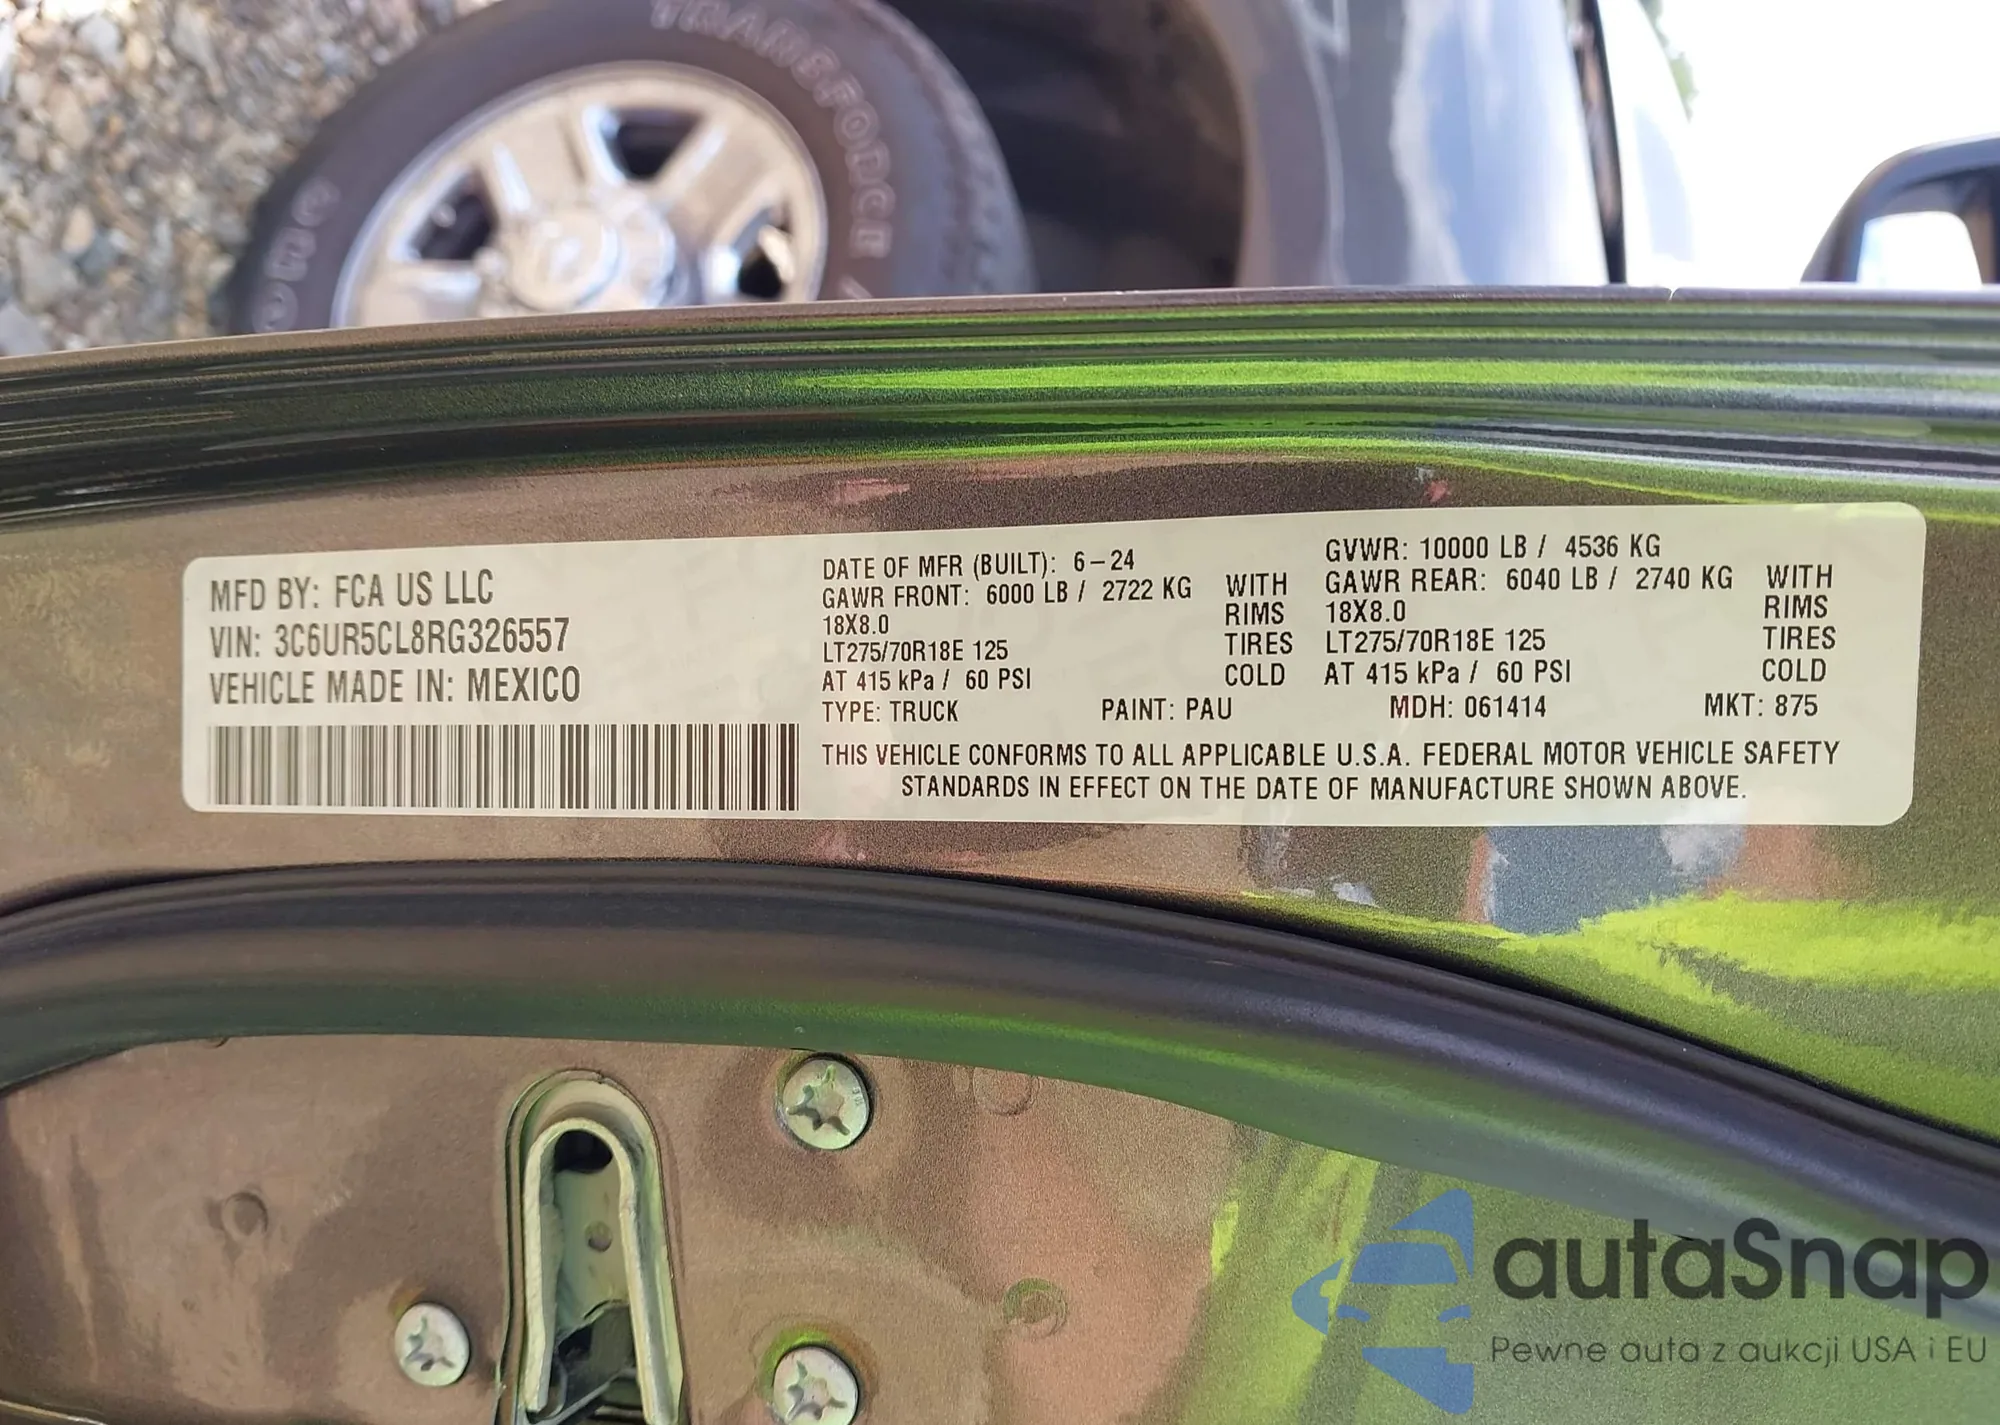 TRANSFORCE
MFD BY: FCA US LLC
VIN: 3C6UR5CL8RG326557
VEHICLE MADE IN: MEXICO
DATE OF MFR (BUILT): 6-24
GAWR FRONT: 6000 LB / 2722 KG WITH
18X8.0 RIMS
LT275/70R18E 125 TIRES
AT 415 kPa / 60 PSI COLD
GVWR: 10000 LB / 4536 KG
GAWR REAR: 6040 LB / 2740 KG WITH
18X8.0 RIMS
LT275/70R18E 125 TIRES
AT 415 kPa / 60 PSI COLD
TYPE: TRUCK PAINT: PAU MDH: 061414 MKT: 875
THIS VEHICLE CONFORMS TO ALL APPLICABLE U.S.A. FEDERAL MOTOR VEHICLE SAFETY
STANDARDS IN EFFECT ON THE DATE OF MANUFACTURE SHOWN ABOVE.
autaSnap
Pewne auta z aukcji USA i EU